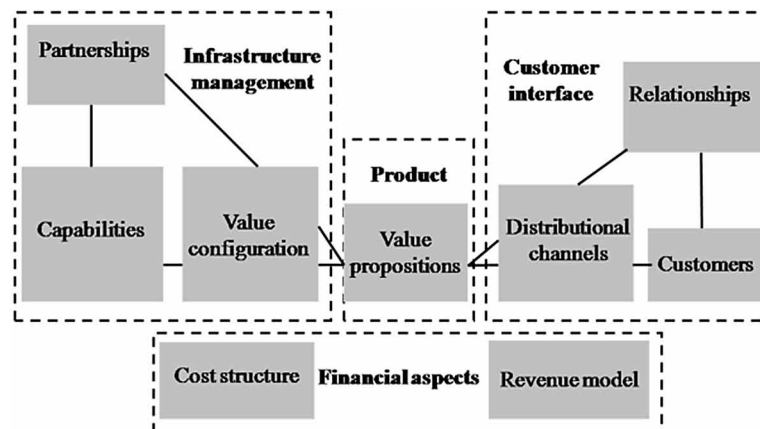 Partnerships
Infrastructure
management
Capabilities
Value
configuration
Product
Value
propositions
Customer
interface
Relationships
Distributional
channels
Customers
Cost structure
Financial aspects
Revenue model